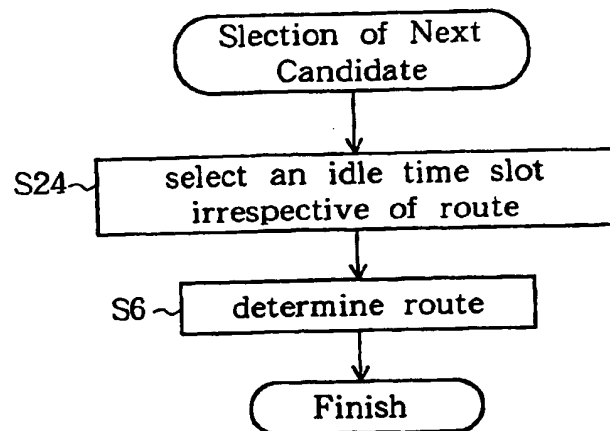 Slection of Next
Candidate
S24
select an idle time slot
irrespective of route
S6
determine route
Finish